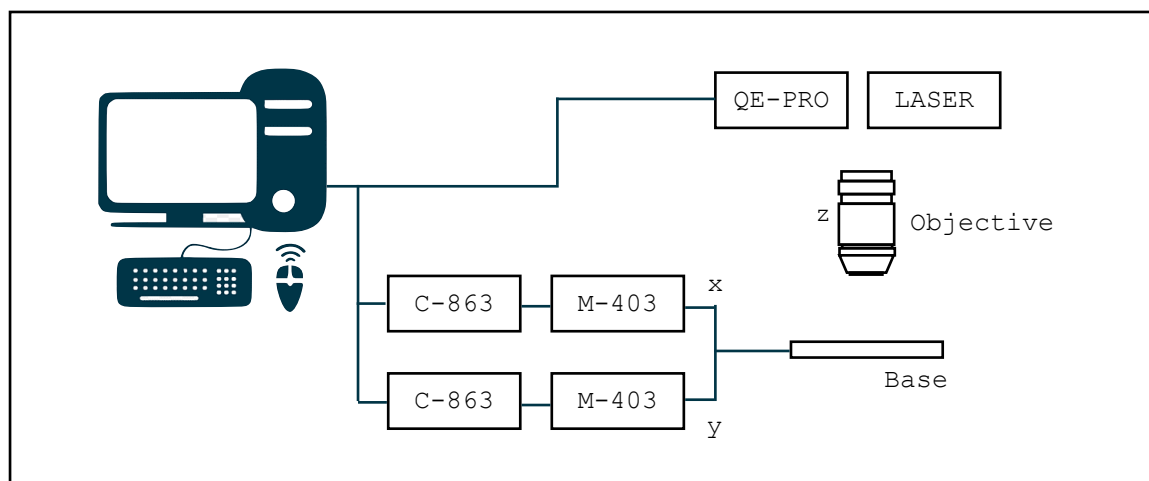 QE-PRO
LASER
z
Objective
x
C-863
M-403
Base
C-863
M-403
y